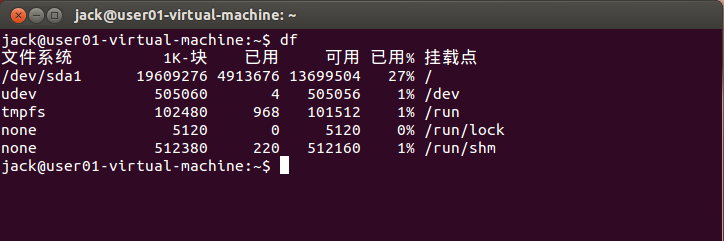 jack@user01-virtual-machine: ~
jack@user01-virtual-machine:~$ df
文件系统 1K-块 已用 可用 已用% 挂载点
/dev/sda1 19609276 4913676 13699504 27% /
udev 505060 4 505056 1% /dev
tmpfs 102480 968 101512 1% /run
none 5120 0 5120 0% /run/lock
none 512380 220 512160 1% /run/shm
jack@user01-virtual-machine:~$